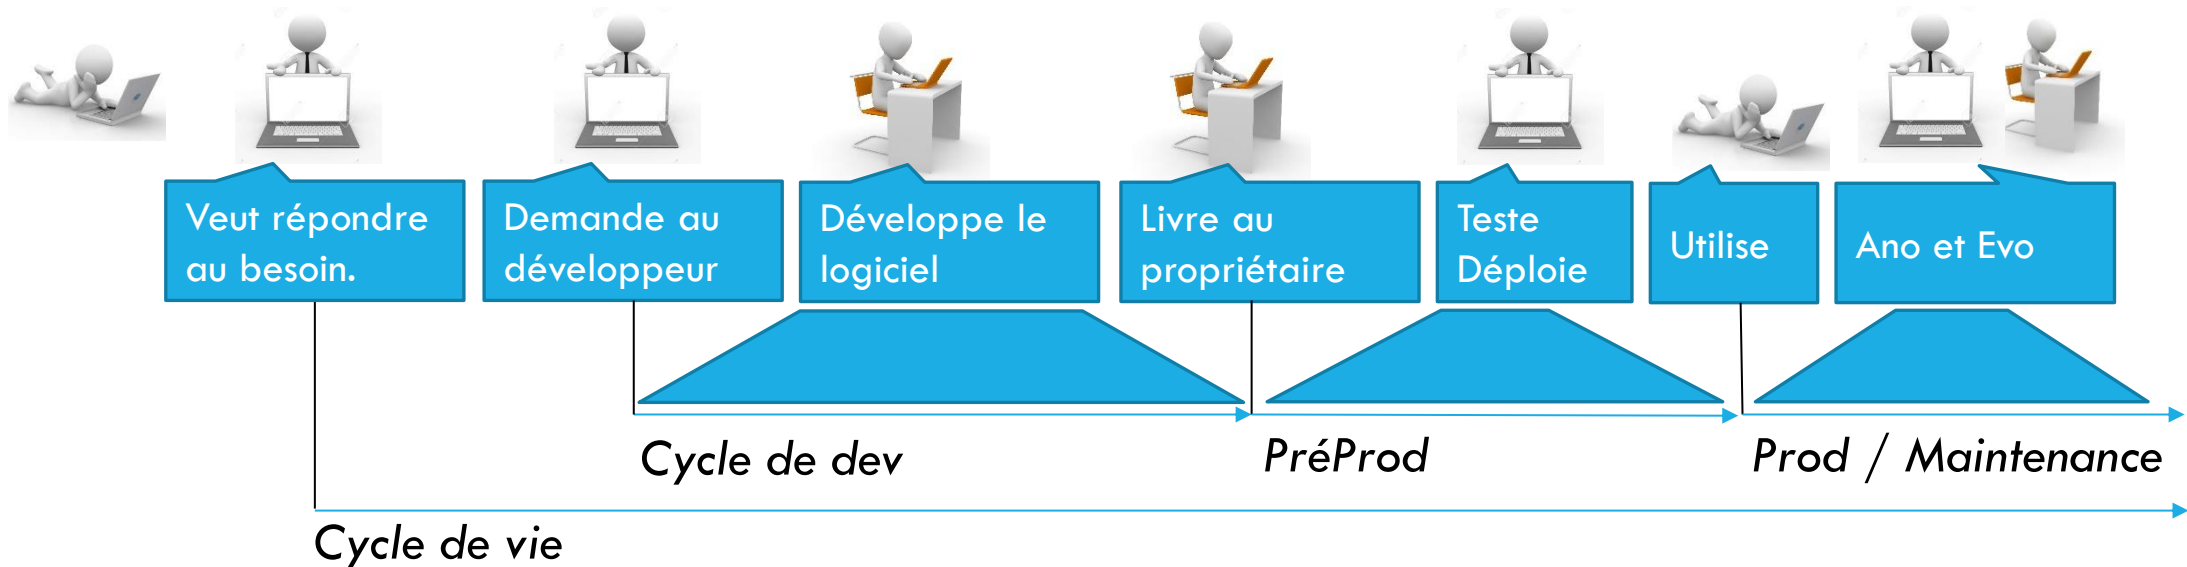 Veut répondre
au besoin.
Demande au
développeur
Développe le
logiciel
Livre au
propriétaire
Teste
Déploie
Utilise
Ano et Evo
Cycle de dev
PréProd
Prod / Maintenance
Cycle de vie